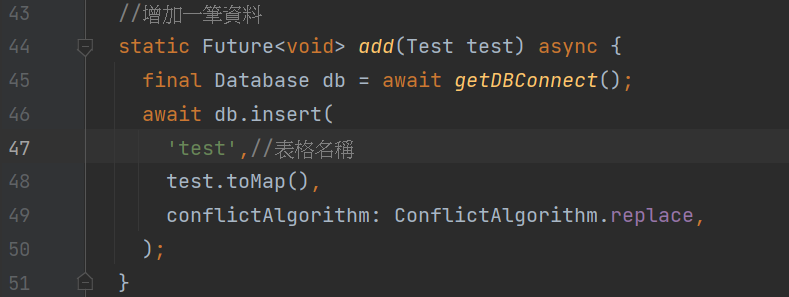 43 //增加一筆資料
44 static Future<void> add(Test test) async {
45 final Database db = await getDBConnect();
46 await db.insert(
47 'test',//表格名稱
48 test.toMap(),
49 conflictAlgorithm: ConflictAlgorithm.replace,
50 );
51 }